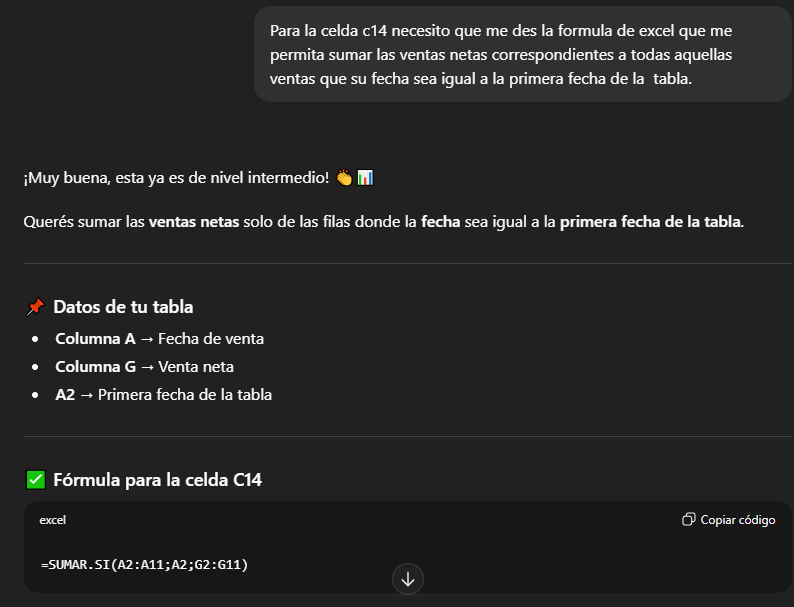 Para la celda c14 necesito que me des la formula de excel que me
permita sumar las ventas netas correspondientes a todas aquellas
ventas que su fecha sea igual a la primera fecha de la  tabla.
¡Muy buena, esta ya es de nivel intermedio! 👏📊
Querés sumar las ventas netas solo de las filas donde la fecha sea igual a la primera fecha de la tabla.
📌 Datos de tu tabla
• Columna A → Fecha de venta
• Columna G → Venta neta
• A2 → Primera fecha de la tabla
✅ Fórmula para la celda C14
excel
Copiar código
=SUMAR.SI(A2:A11;A2;G2:G11)